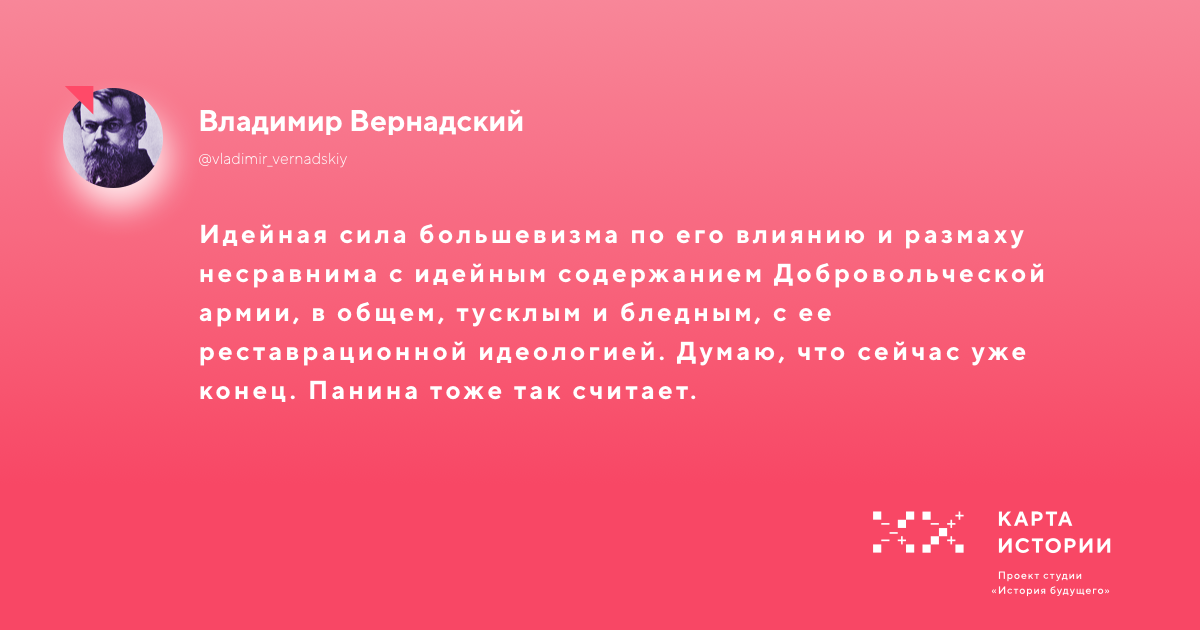 Владимир Вернадский
@vladimir_vernadskiy
Идейная сила большевизма по его влиянию и размаху
несравнима с идейным содержанием Добровольческой
армии, в общем, тусклым и бледным, с ее
реставрационной идеологией. Думаю, что сейчас уже
конец. Панина тоже так считает.
КАРТА
ИСТОРИИ
Проект студии
«История будущего»